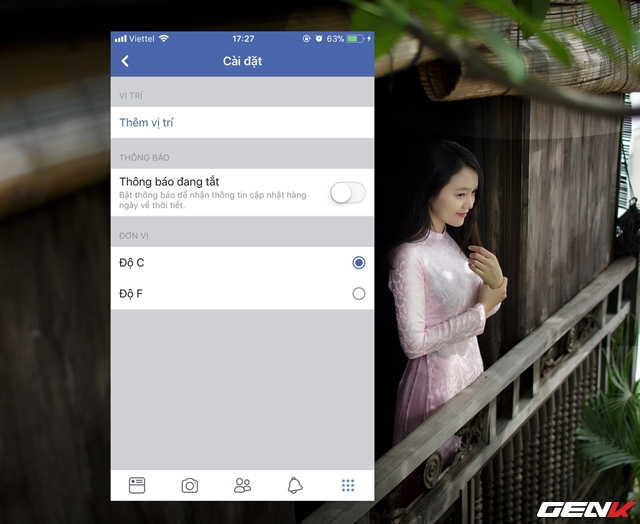 Viettel 17:27 63%
Cài đặt
VỊ TRÍ
Thêm vị trí
THÔNG BÁO
Thông báo đang tắt
Bật thông báo để nhận thông tin cập nhật hàng
ngày về thời tiết.
ĐƠN VỊ
Độ C
Độ F
GENK